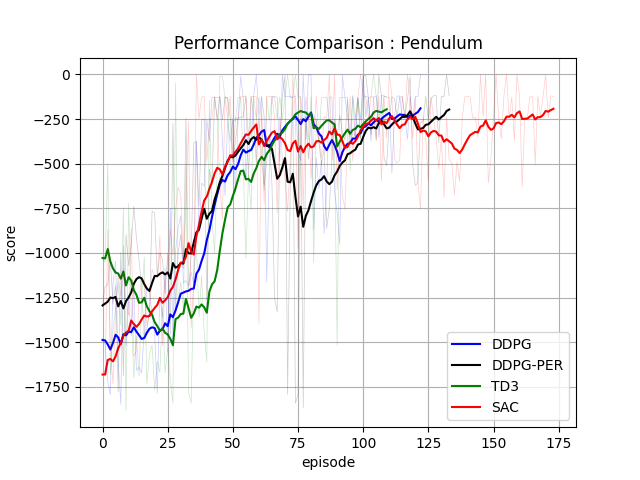 Performance Comparison : Pendulum
score
0
−250
−500
−750
−1000
−1250
−1500
−1750
0 25 50 75 100 125 150 175
episode
DDPG
DDPG-PER
TD3
SAC